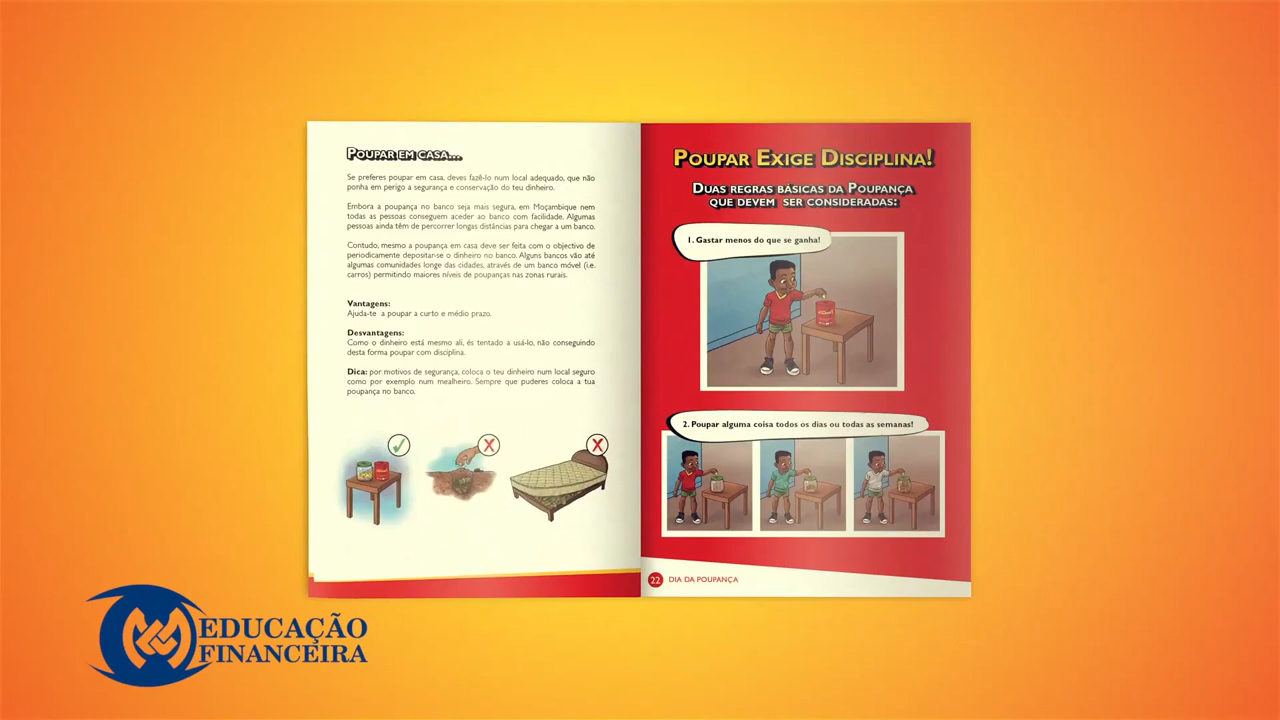 POUPAR EM CASA...
Se preferes poupar em casa, deves fazê-lo num local adequado, que não
ponha em perigo a segurança e conservação do teu dinheiro.
Embora a poupança no banco seja mais segura, em Moçambique nem
todas as pessoas conseguem aceder ao banco com facilidade. Algumas
pessoas ainda têm de percorrer longas distâncias para chegar a um banco.
Contudo, mesmo a poupança em casa deve ser feita com o objectivo de
periodicamente depositar-se o dinheiro no banco. Alguns bancos vão até
algumas comunidades longe das cidades, através de um banco móvel (i.e.
carros) permitindo maiores níveis de poupanças nas zonas rurais.
Vantagens:
Ajuda-te a poupar a curto e médio prazo.
Desvantagens:
Como o dinheiro está mesmo ali, és tentado a usá-lo, não conseguindo
desta forma poupar com disciplina.
Dica: por motivos de segurança, coloca o teu dinheiro num local seguro
como por exemplo num mealheiro. Sempre que puderes coloca a tua
poupança no banco.
POUPAR EXIGE DISCIPLINA!
DUAS REGRAS BÁSICAS DA POUPANÇA
QUE DEVEM SER CONSIDERADAS:
1. Gastar menos do que se ganha!
2. Poupar alguma coisa todos os dias ou todas as semanas!
22 DIA DA POUPANÇA
EDUCAÇÃO
FINANCEIRA